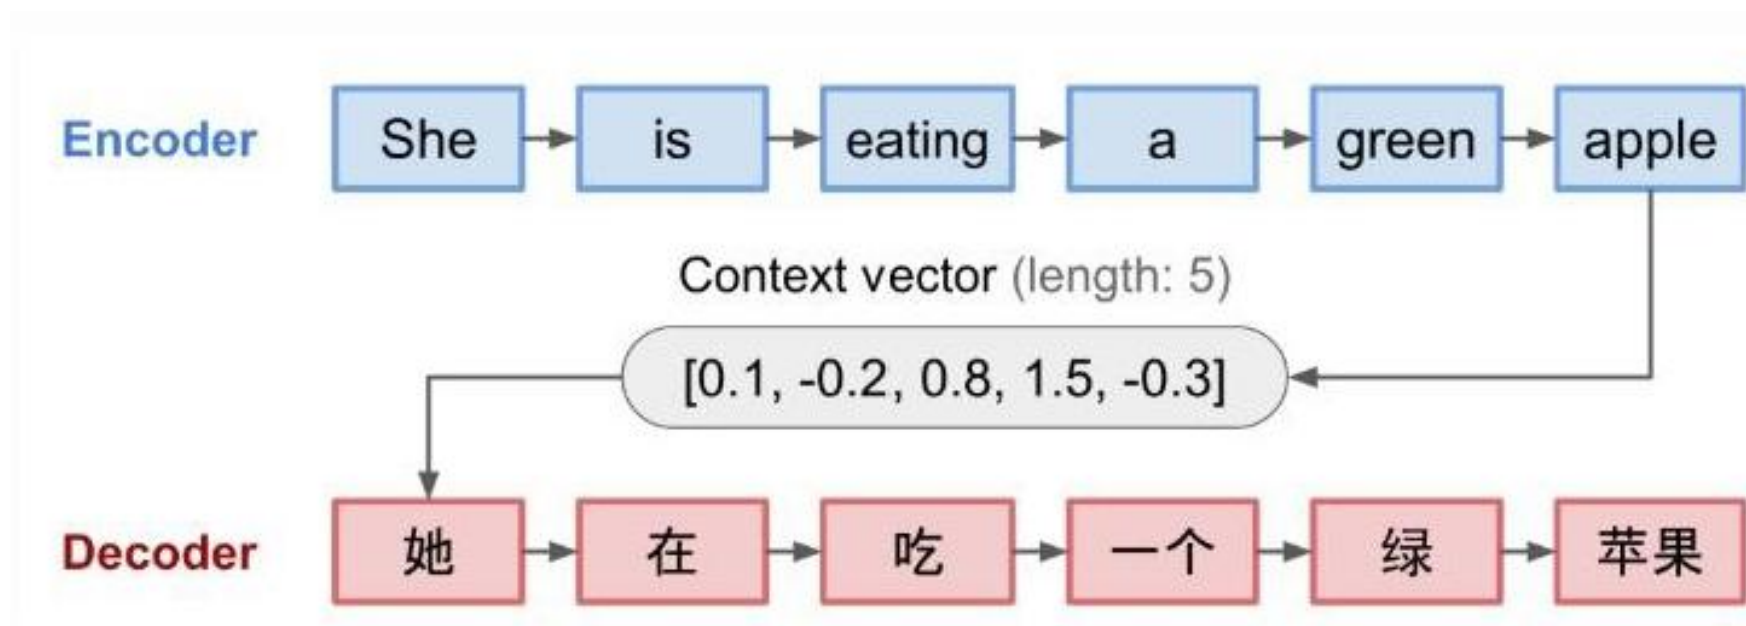 Encoder She is eating a green apple
Context vector (length: 5)
[0.1, -0.2, 0.8, 1.5, -0.3]
Decoder 她 在 吃 一个 绿 苹果